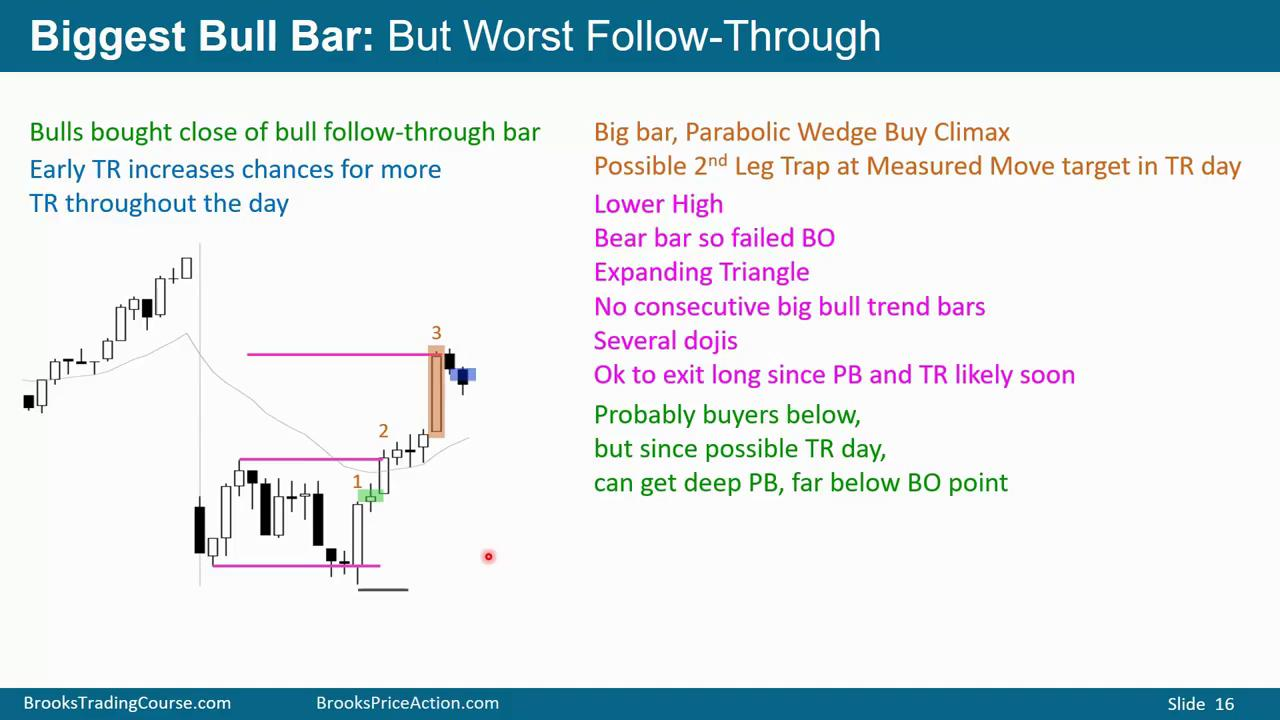 Biggest Bull Bar: But Worst Follow-Through
Bulls bought close of bull follow-through bar
Early TR increases chances for more
TR throughout the day
Big bar, Parabolic Wedge Buy Climax
Possible 2nd Leg Trap at Measured Move target in TR day
Lower High
Bear bar so failed BO
Expanding Triangle
No consecutive big bull trend bars
Several dojis
Ok to exit long since PB and TR likely soon
Probably buyers below,
but since possible TR day,
can get deep PB, far below BO point
3
2
1
BrooksTradingCourse.com
BrooksPriceAction.com
Slide 16